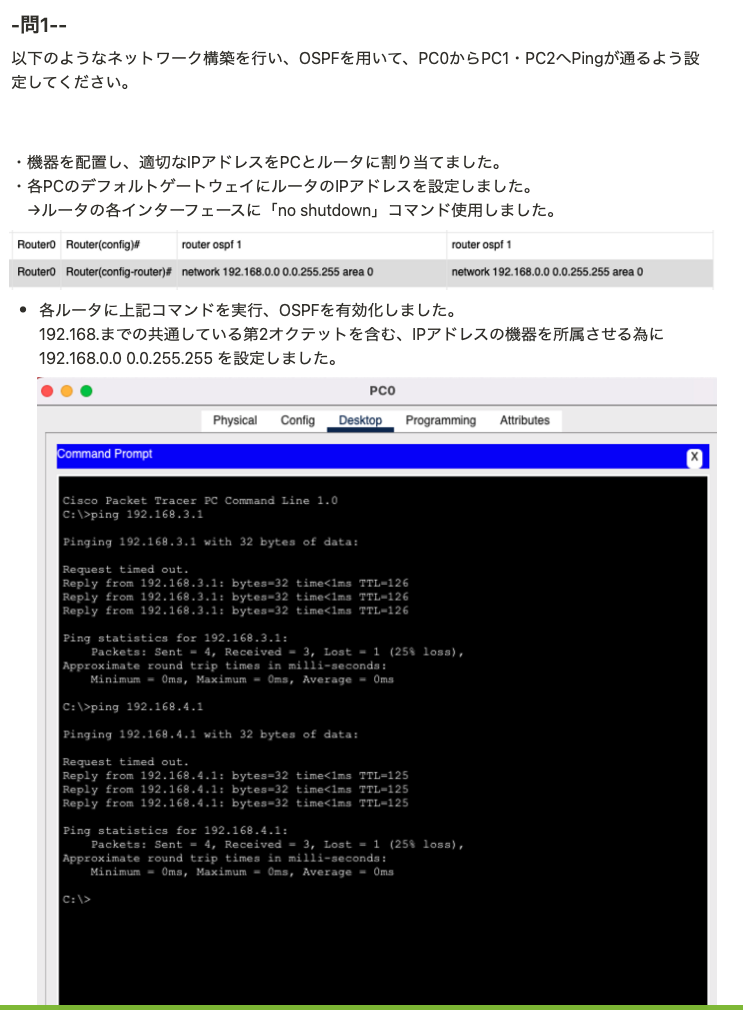 -問1--
以下のようなネットワーク構築を行い、OSPFを用いて、PC0からPC1・PC2へPingが通るよう設
定してください。
・機器を配置し、適切なIPアドレスをPCとルータに割り当てました。
・各PCのデフォルトゲートウェイにルータのIPアドレスを設定しました。
→ルータの各インターフェースに「no shutdown」コマンド使用しました。
Router0 Router(config)# router ospf 1 router ospf 1
Router0 Router(config-router)# network 192.168.0.0 0.0.255.255 area 0 network 192.168.0.0 0.0.255.255 area 0
• 各ルータに上記コマンドを実行、OSPFを有効化しました。
192.168.までの共通している第2オクテットを含む、IPアドレスの機器を所属させる為に
192.168.0.0 0.0.255.255 を設定しました。
PC0
Physical Config Desktop Programming Attributes
Command Prompt X
Cisco Packet Tracer PC Command Line 1.0
C:\>ping 192.168.3.1
Pinging 192.168.3.1 with 32 bytes of data:
Request timed out.
Reply from 192.168.3.1: bytes=32 time<1ms TTL=126
Reply from 192.168.3.1: bytes=32 time<1ms TTL=126
Reply from 192.168.3.1: bytes=32 time<1ms TTL=126
Ping statistics for 192.168.3.1:
Packets: Sent = 4, Received = 3, Lost = 1 (25% loss),
Approximate round trip times in milli-seconds:
Minimum = 0ms, Maximum = 0ms, Average = 0ms
C:\>ping 192.168.4.1
Pinging 192.168.4.1 with 32 bytes of data:
Request timed out.
Reply from 192.168.4.1: bytes=32 time<1ms TTL=125
Reply from 192.168.4.1: bytes=32 time<1ms TTL=125
Reply from 192.168.4.1: bytes=32 time<1ms TTL=125
Ping statistics for 192.168.4.1:
Packets: Sent = 4, Received = 3, Lost = 1 (25% loss),
Approximate round trip times in milli-seconds:
Minimum = 0ms, Maximum = 0ms, Average = 0ms
C:\>